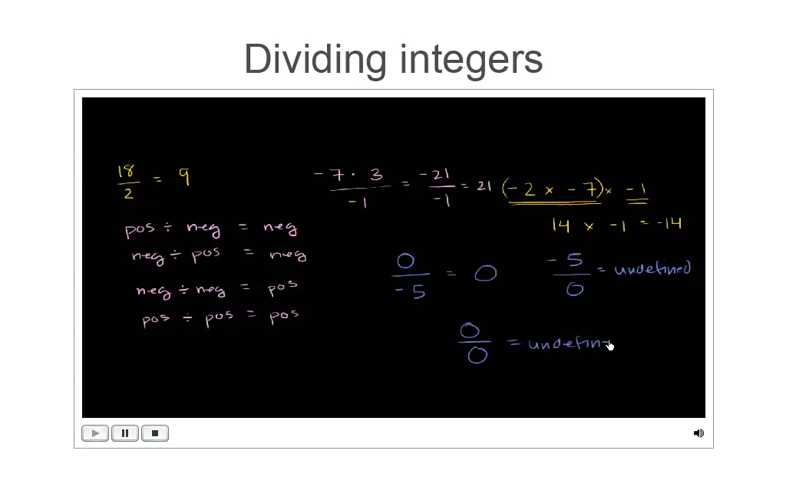 Dividing integers
18/2 = 9
-7 · 3 / -1 = -21/-1 = 21
(-2 × -7) × -1
14 × -1 = -14
pos ÷ neg = neg
neg ÷ pos = neg
neg ÷ neg = pos
pos ÷ pos = pos
0/-5 = 0
-5/0 = undefined
0/0 = undefin